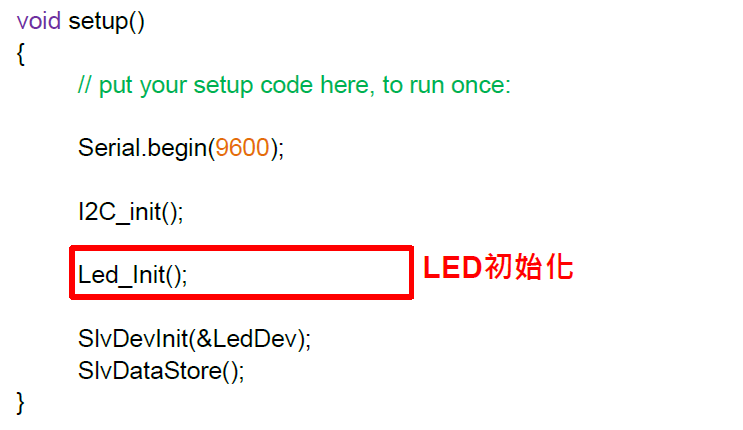 void setup()
{
// put your setup code here, to run once:
Serial.begin(9600);
I2C_init();
Led_Init(); LED初始化
SlvDevInit(&LedDev);
SlvDataStore();
}